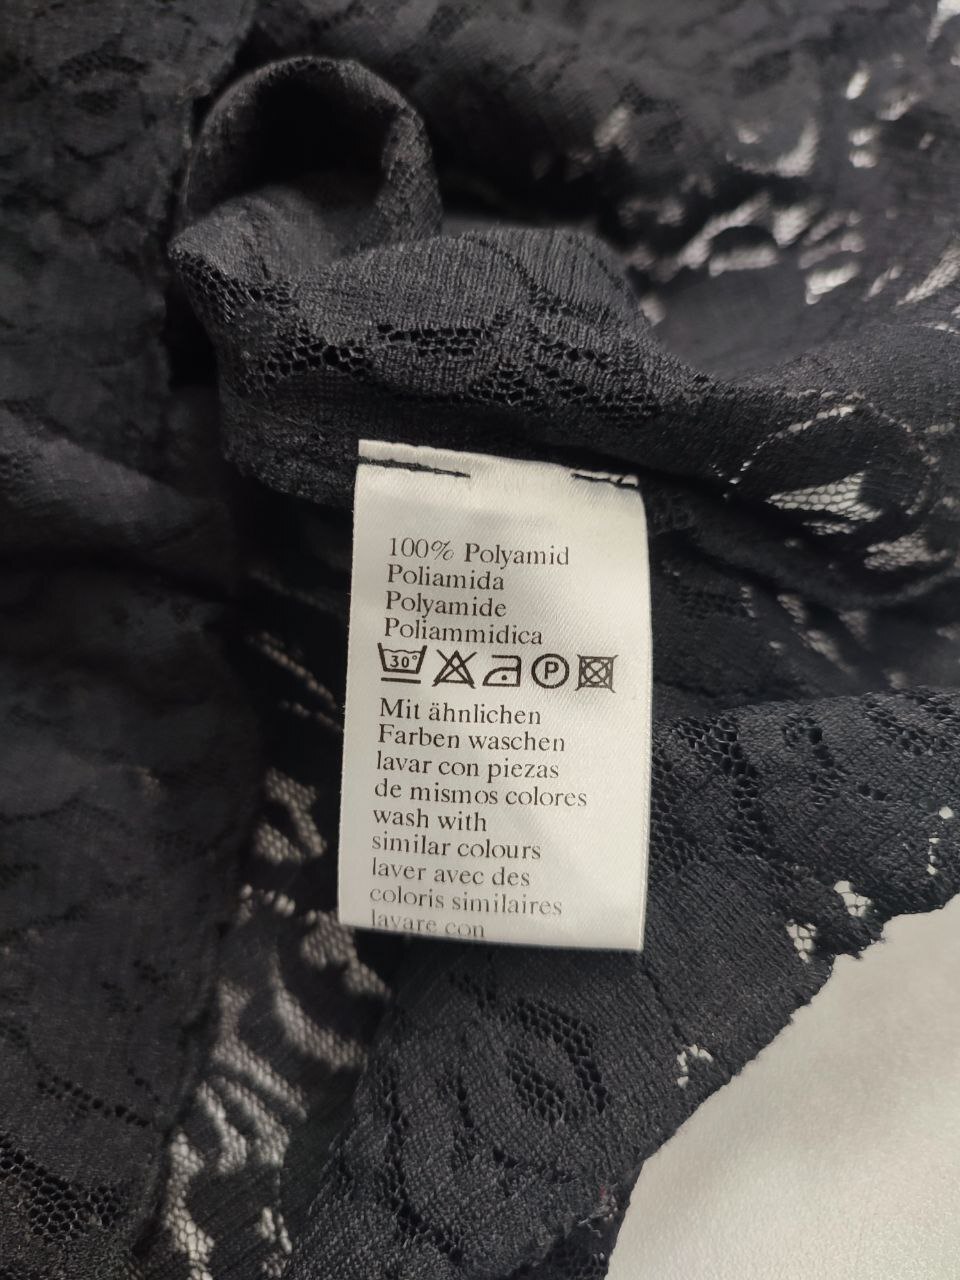 100% Polyamid
Poliamida
Polyamide
Poliammidica
30° P
Mit ähnlichen
Farben waschen
lavar con piezas
de mismos colores
wash with
similar colours
laver avec des
coloris similaires
lavare con